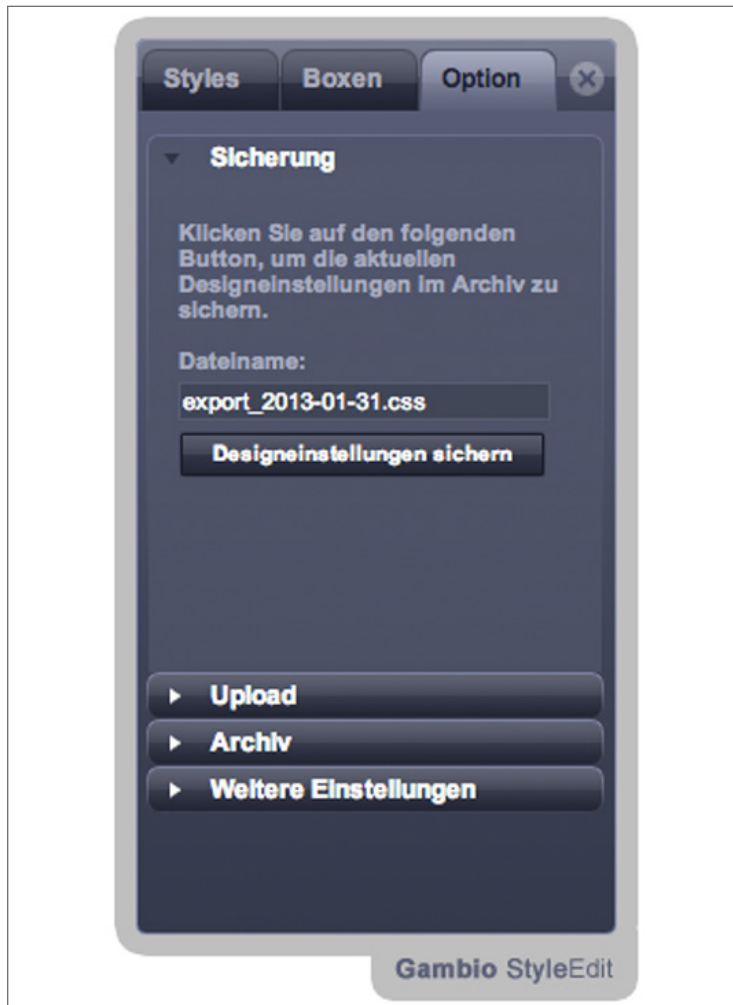 Styles Boxen Option
Sicherung
Klicken Sie auf den folgenden
Button, um die aktuellen
Designeinstellungen im Archiv zu
sichern.
Dateiname:
export_2013-01-31.css
Designeinstellungen sichern
Upload
Archiv
Weitere Einstellungen
Gambio StyleEdit